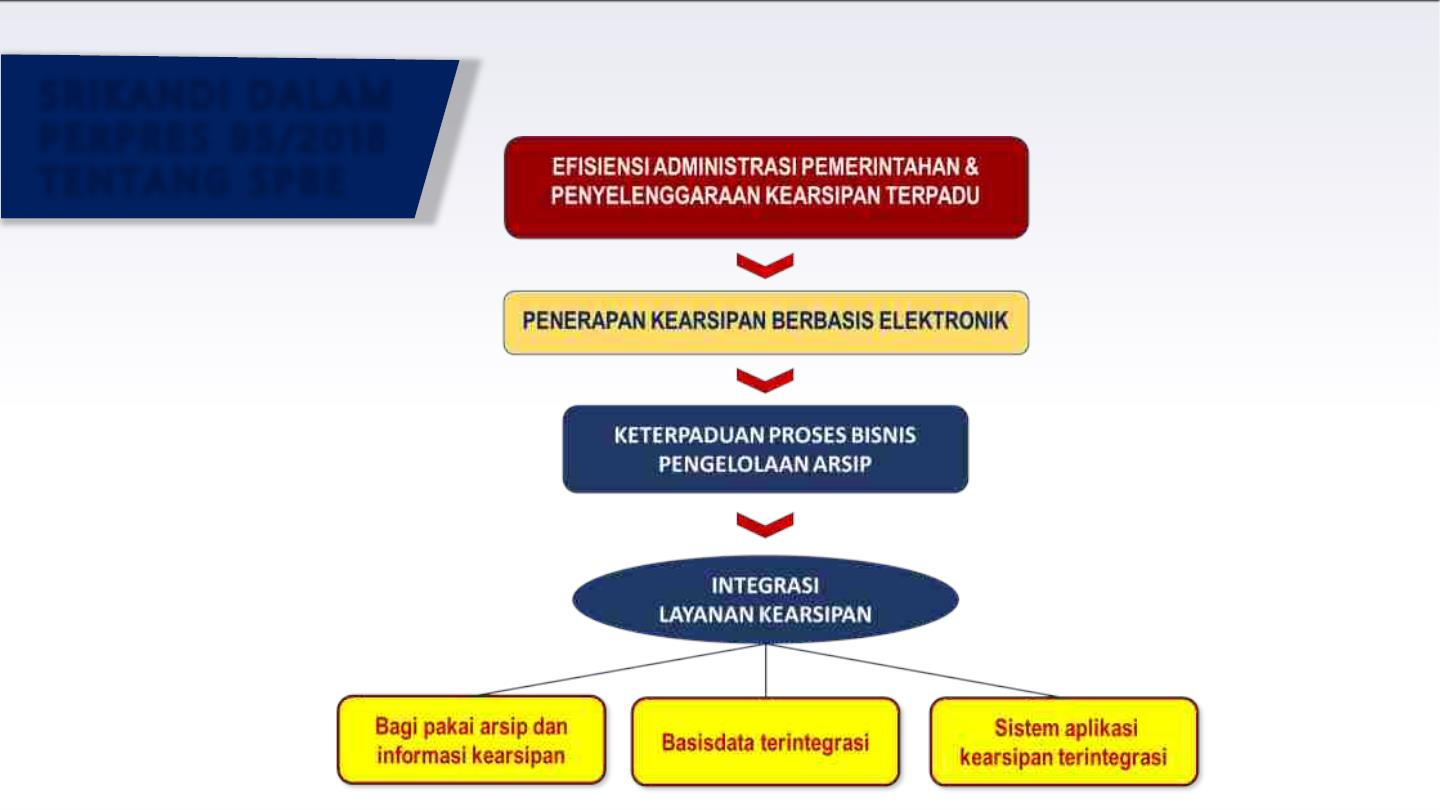 SRIKANDI DALAM
PERPRES 95/2018
TENTANG SPBE
EFISIENSI ADMINISTRASI PEMERINTAHAN &
PENYELENGGARAAN KEARSIPAN TERPADU
PENERAPAN KEARSIPAN BERBASIS ELEKTRONIK
KETERPADUAN PROSES BISNIS
PENGELOLAAN ARSIP
INTEGRASI
LAYANAN KEARSIPAN
Bagi pakai arsip dan
informasi kearsipan
Basisdata terintegrasi
Sistem aplikasi
kearsipan terintegrasi